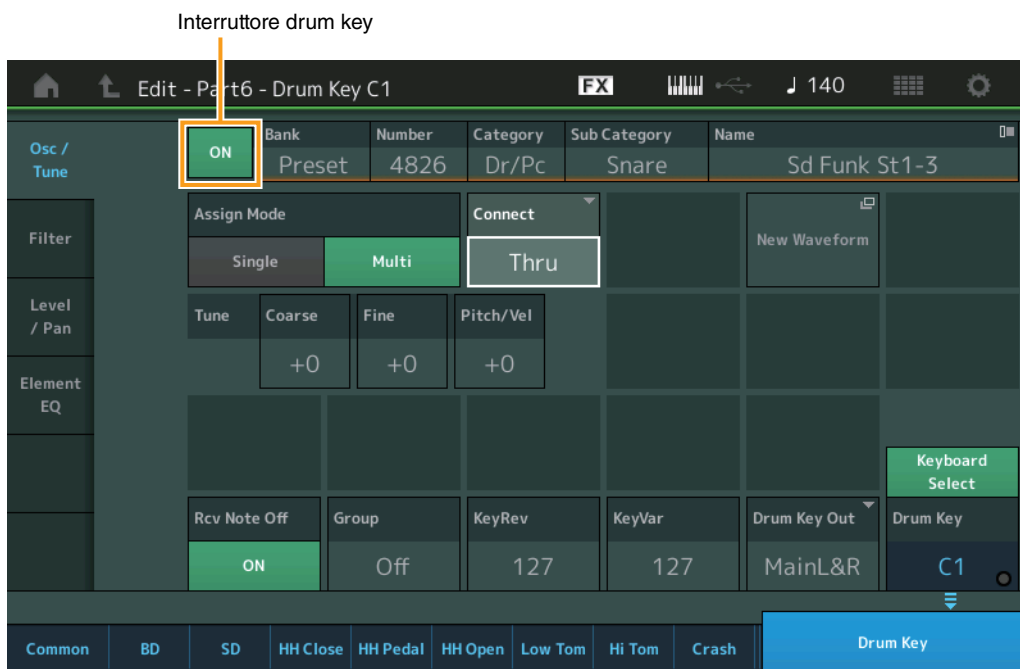 Interruttore drum key
Edit - Part6 - Drum Key C1
FX
♩ 140
Osc /
Tune
ON
Bank
Preset
Number
4826
Category
Dr/Pc
Sub Category
Snare
Name
Sd Funk St1-3
Filter
Assign Mode
Single
Multi
Connect
Thru
New Waveform
Level
/ Pan
Tune
Coarse
+0
Fine
+0
Pitch/Vel
+0
Element
EQ
Keyboard
Select
Rcv Note Off
ON
Group
Off
KeyRev
127
KeyVar
127
Drum Key Out
MainL&R
Drum Key
C1
Common
BD
SD
HH Close
HH Pedal
HH Open
Low Tom
Hi Tom
Crash
Drum Key